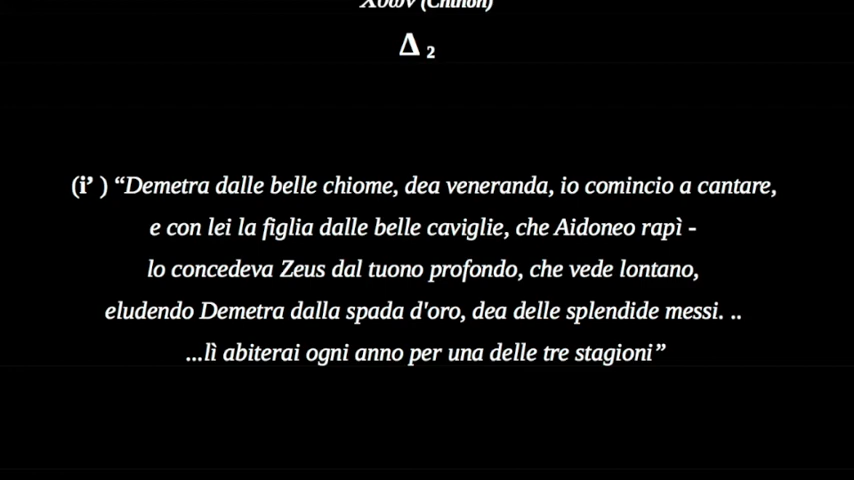 Χθων (Chthon)
Δ 2
(i’ ) “Demetra dalle belle chiome, dea veneranda, io comincio a cantare,
e con lei la figlia dalle belle caviglie, che Aidoneo rapì -
lo concedeva Zeus dal tuono profondo, che vede lontano,
eludendo Demetra dalla spada d'oro, dea delle splendide messi. ..
...lì abiterai ogni anno per una delle tre stagioni”